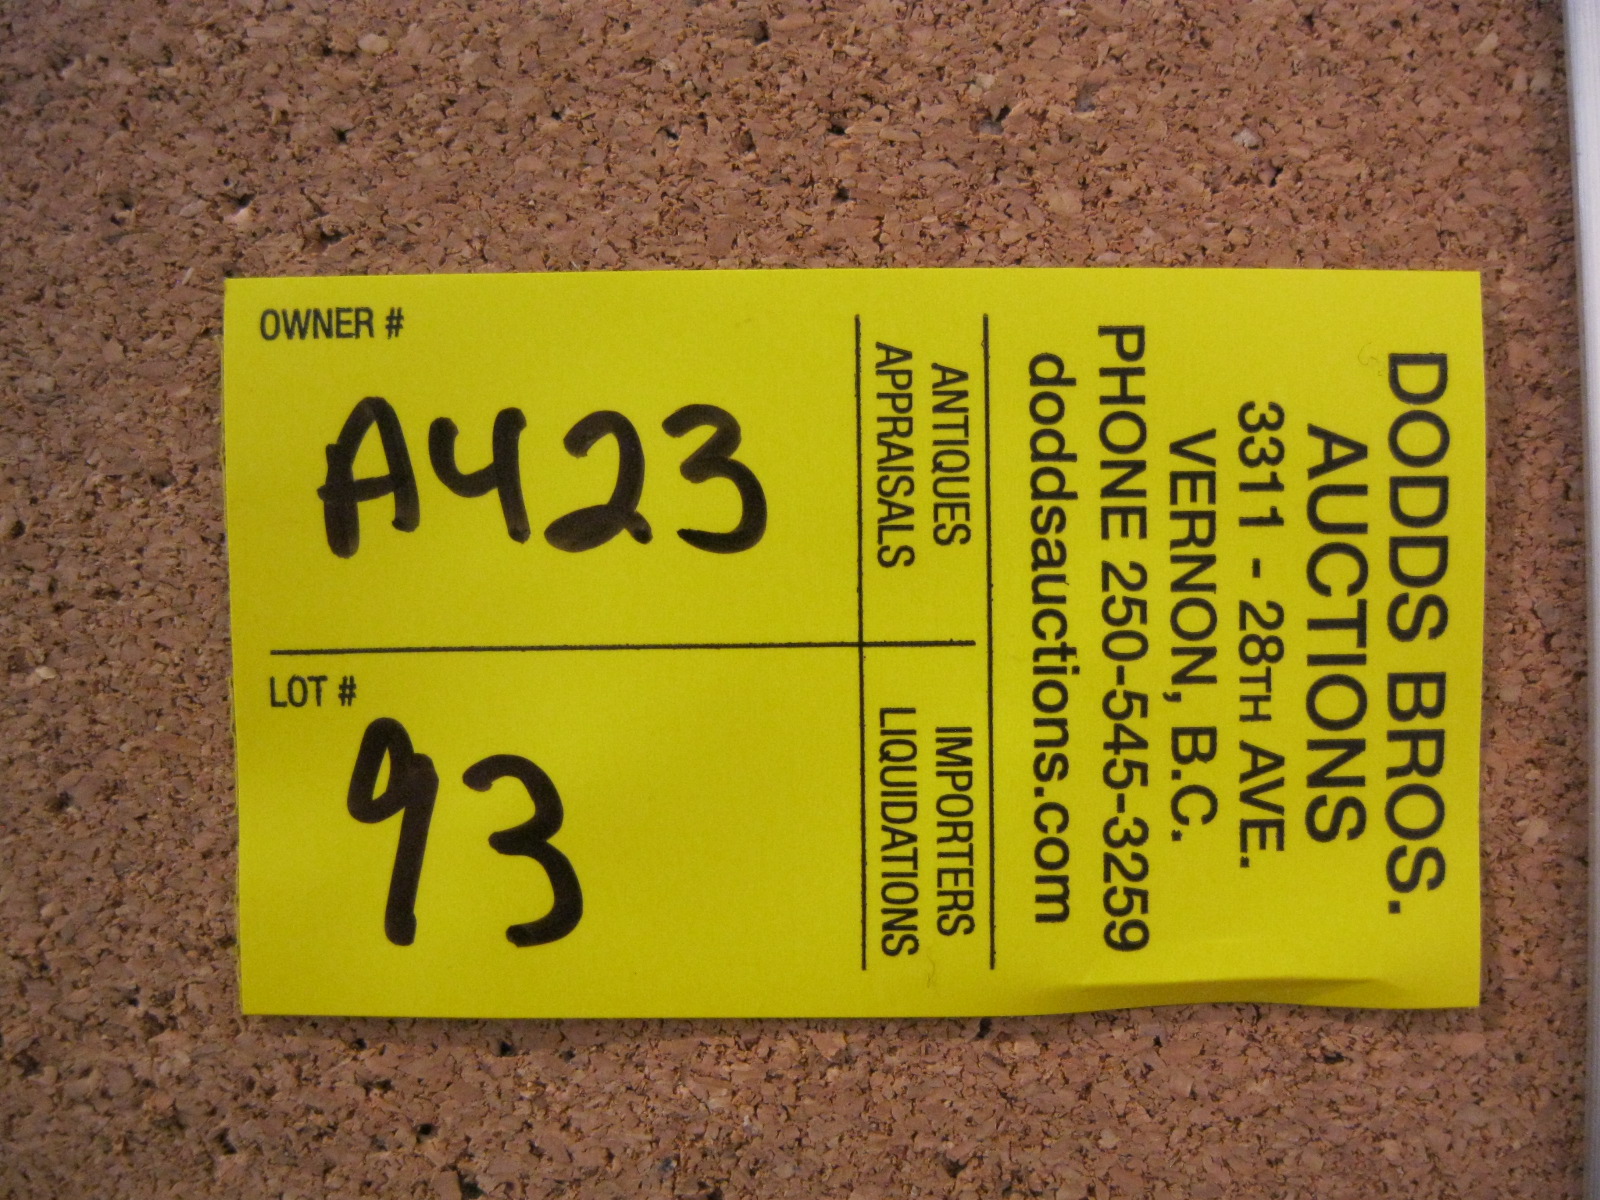 DODDS BROS.
AUCTIONS
3311 - 28TH AVE.
VERNON, B.C.
PHONE 250-545-3259
doddsauctions.com
ANTIQUES
APPRAISALS
IMPORTERS
LIQUIDATIONS
OWNER #
A423
LOT #
93